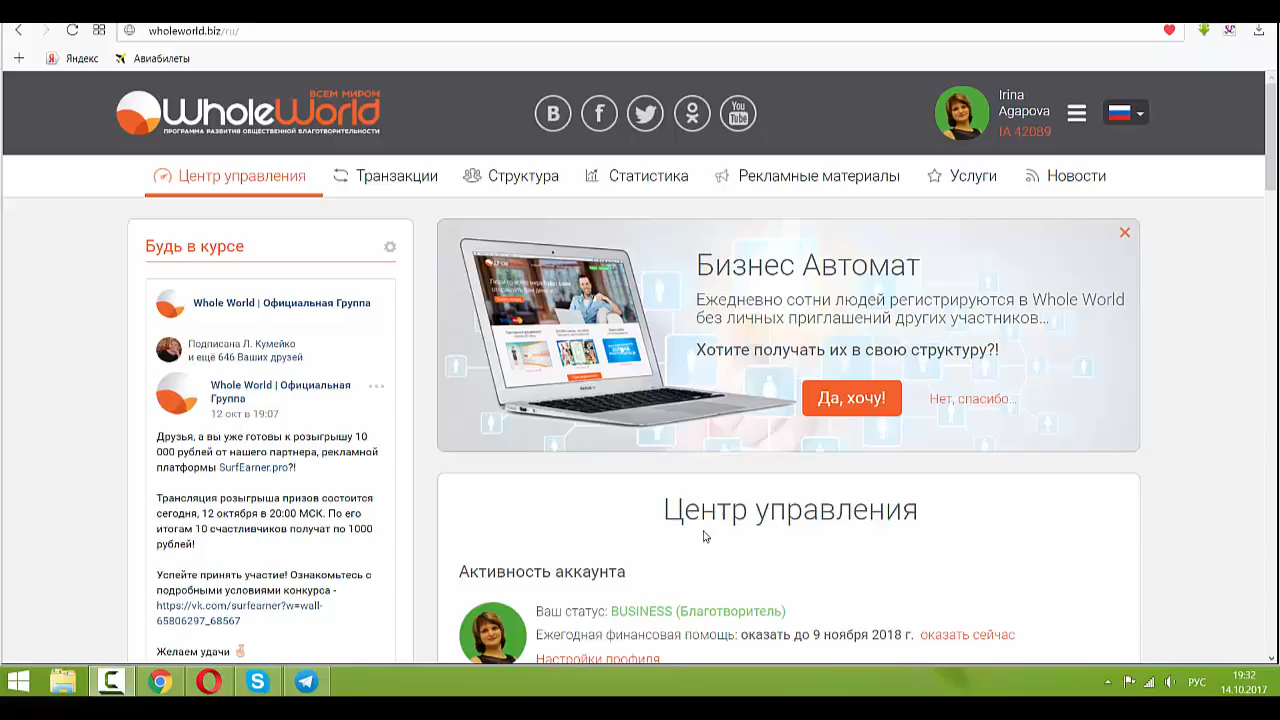 wholeworld.biz/ru/
Яндекс
Авиабилеты
ВСЕМ МИРОМ
WholeWorld
ПРОГРАММА РАЗВИТИЯ ОБЩЕСТВЕННОЙ БЛАГОТВОРИТЕЛЬНОСТИ
You
Tube
Irina
Agapova
IA 42089
Центр управления
Транзакции
Структура
Статистика
Рекламные материалы
Услуги
Новости
Будь в курсе
Whole World | Официальная Группа
Подписана Л. Кумейко
и ещё 646 Ваших друзей
Whole World | Официальная
Группа
12 окт в 19:07
Друзья, а вы уже готовы к розыгрышу 10
000 рублей от нашего партнера, рекламной
платформы SurfEarner.pro?!
Трансляция розыгрыша призов состоится
сегодня, 12 октября в 20:00 МСК. По его
итогам 10 счастливчиков получат по 1000
рублей!
Успейте принять участие! Ознакомьтесь с
подробными условиями конкурса -
https://vk.com/surfearner?w=wall-
65806297_68567
Желаем удачи
Бизнес Автомат
Ежедневно сотни людей регистрируются в Whole World
без личных приглашений других участников...
Хотите получать их в свою структуру?!
Да, хочу!
Нет, спасибо...
Центр управления
Активность аккаунта
Ваш статус: BUSINESS (Благотворитель)
Ежегодная финансовая помощь: оказать до 9 ноября 2018 г. оказать сейчас
Настройки профиля
РУС
19:32
14.10.2017